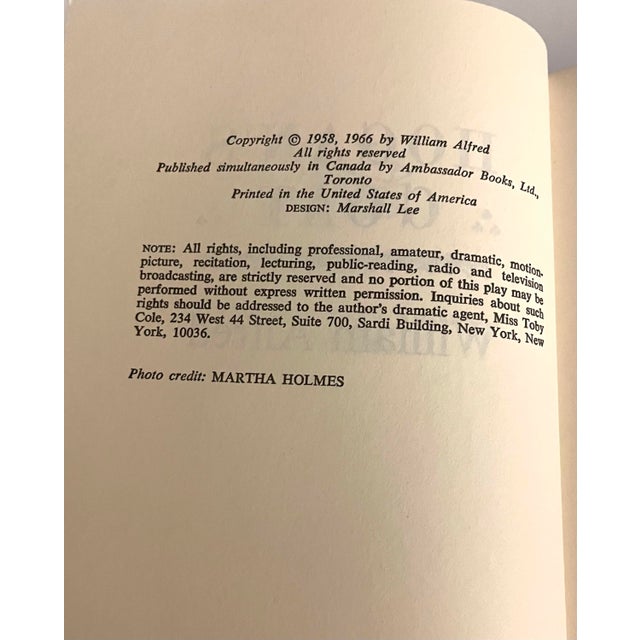 Copyright © 1958, 1966 by William Alfred
All rights reserved
Published simultaneously in Canada by Ambassador Books, Ltd.,
Toronto
Printed in the United States of America
DESIGN: Marshall Lee
NOTE: All rights, including professional, amateur, dramatic, motion-
picture, recitation, lecturing, public-reading, radio and television
broadcasting, are strictly reserved and no portion of this play may be
performed without express written permission. Inquiries about such
rights should be addressed to the author's dramatic agent, Miss Toby
Cole, 234 West 44 Street, Suite 700, Sardi Building, New York, New
York, 10036.
Photo credit: MARTHA HOLMES